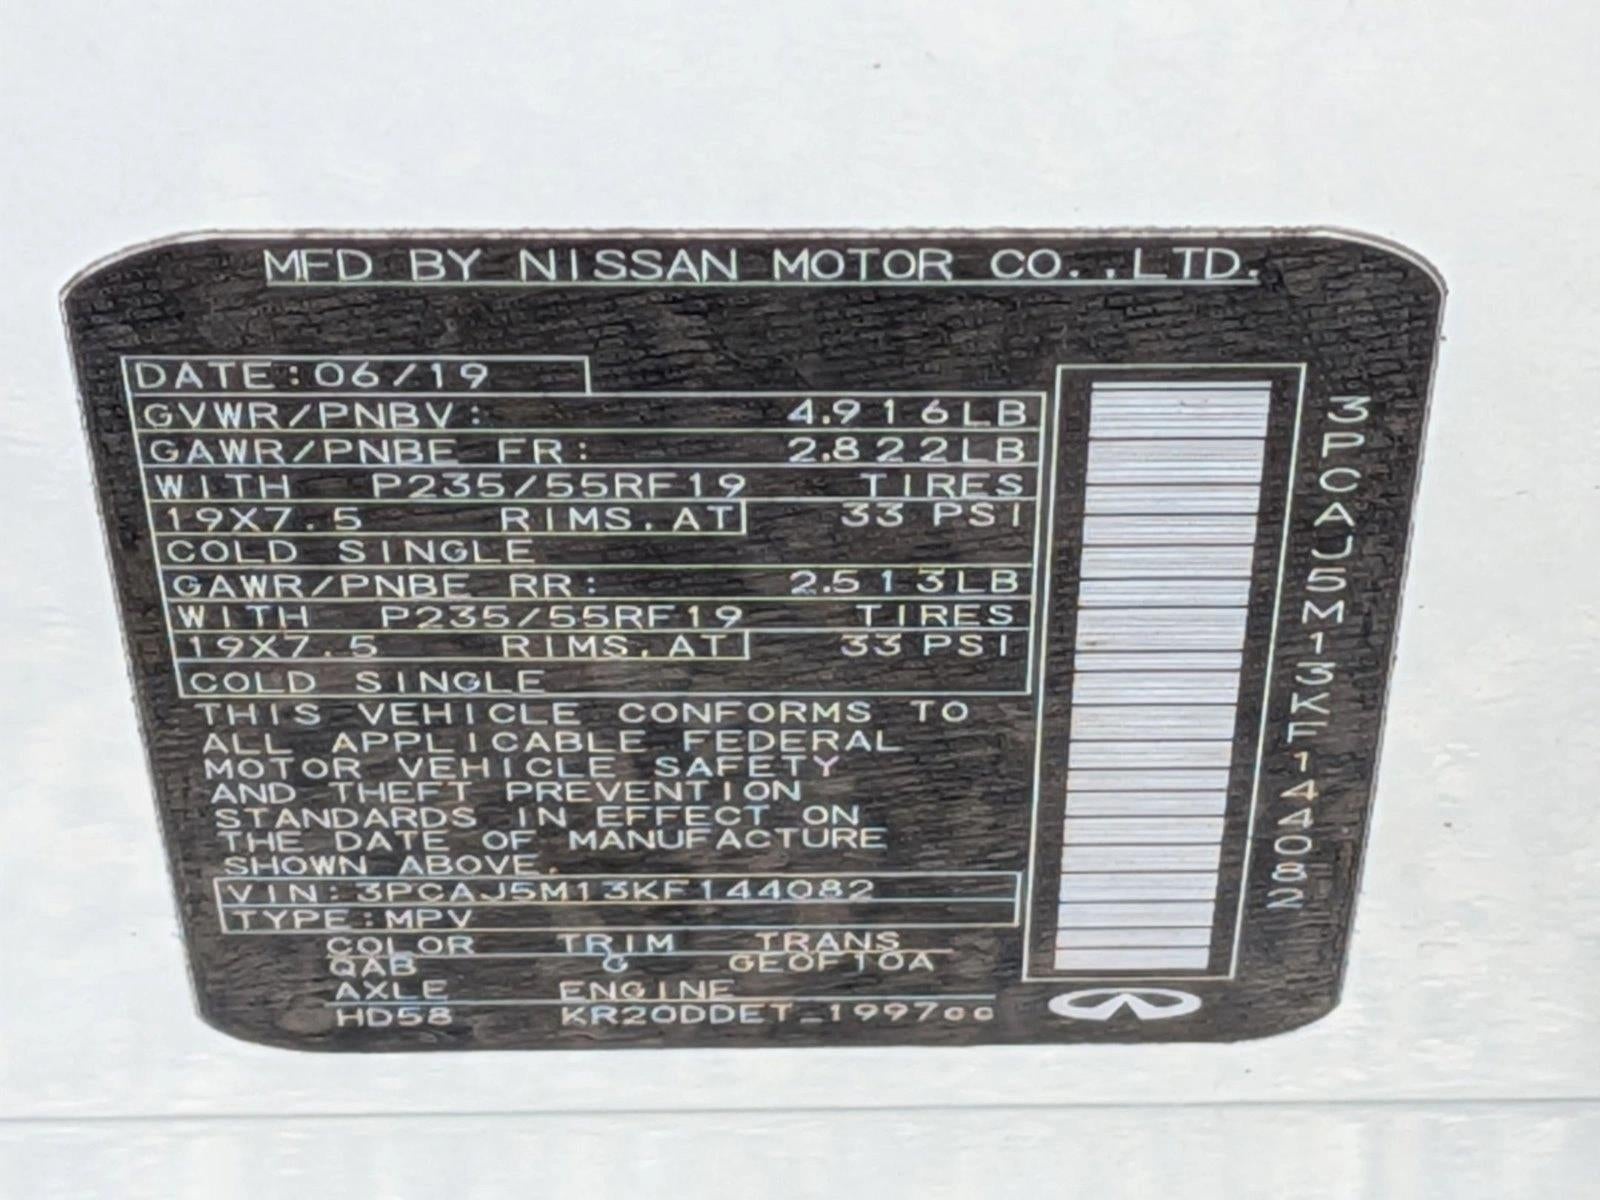 MFD BY NISSAN MOTOR CO.,LTD.
DATE:06/19
GVWR/PNBV: 4.916LB
GAWR/PNBE FR: 2.822LB
WITH P235/55RF19 TIRES
19X7.5 RIMS.AT 33 PSI
COLD SINGLE
GAWR/PNBE RR: 2.513LB
WITH P235/55RF19 TIRES
19X7.5 RIMS.AT 33 PSI
COLD SINGLE
THIS VEHICLE CONFORMS TO
ALL APPLICABLE FEDERAL
MOTOR VEHICLE SAFETY
AND THEFT PREVENTION
STANDARDS IN EFFECT ON
THE DATE OF MANUFACTURE
SHOWN ABOVE.
VIN:3PCAJ5M13KF144082
TYPE:MPV
COLOR TRIM TRANS
QAB G GE0F10A
AXLE ENGINE
HD58 KR20DDET_1997cc
3PCAJ5M13KF144082